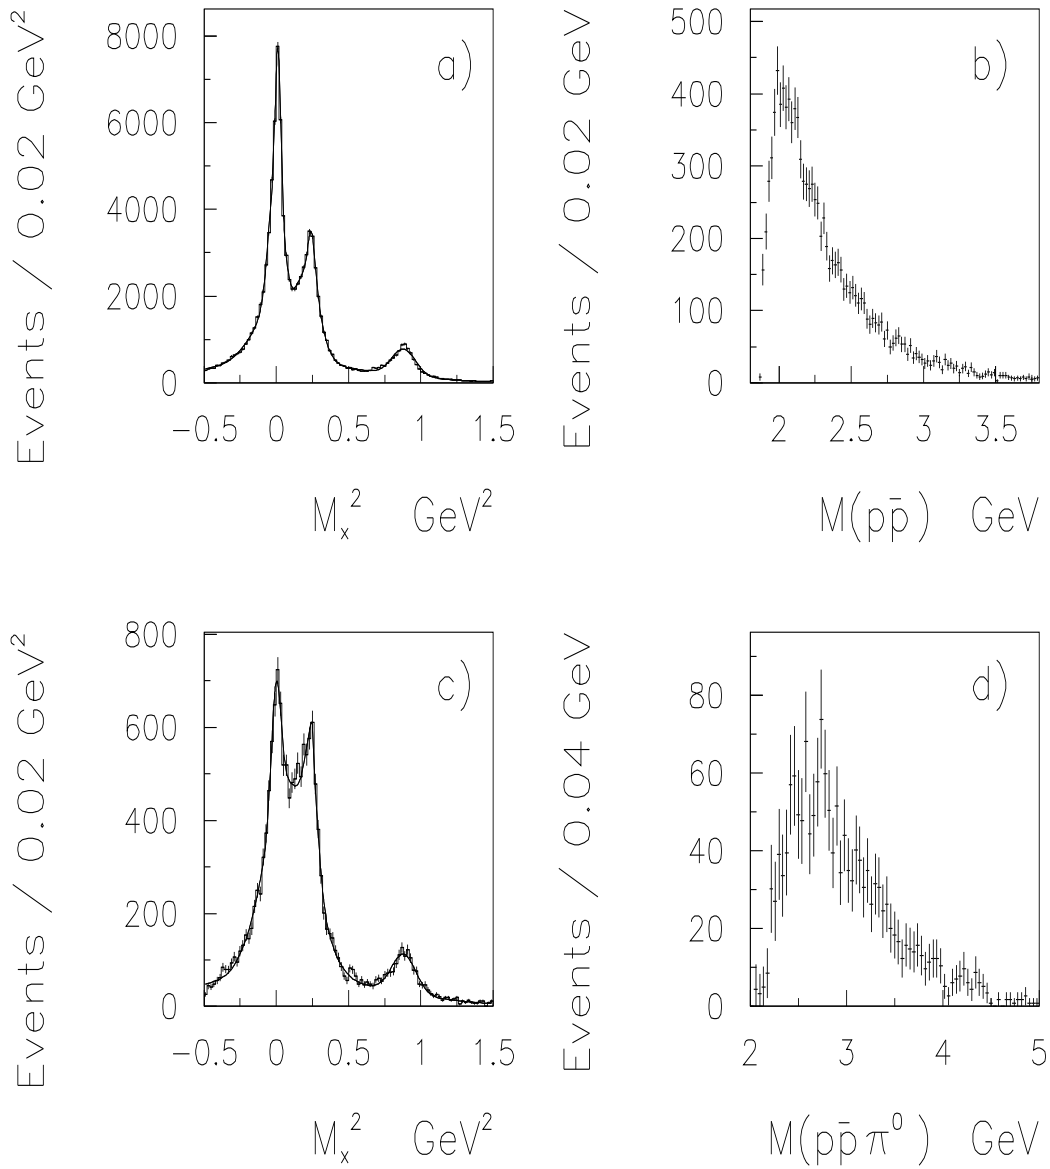 Events / 0.02 GeV²
8000
6000
4000
2000
0
a)
−0.5 0 0.5 1 1.5
Mₓ² GeV²
Events / 0.02 GeV
500
400
300
200
100
0
b)
2 2.5 3 3.5
M(pp̄) GeV
Events / 0.02 GeV²
800
600
400
200
0
c)
−0.5 0 0.5 1 1.5
Mₓ² GeV²
Events / 0.04 GeV
80
60
40
20
0
d)
2 3 4 5
M(pp̄π⁰) GeV